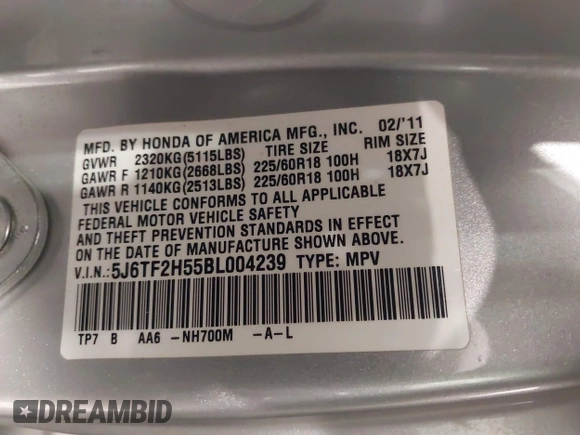 MFD. BY HONDA OF AMERICA MFG., INC. 02/'11
GVWR 2320KG(5115LBS) TIRE SIZE RIM SIZE
GAWR F 1210KG(2668LBS) 225/60R18 100H 18X7J
GAWR R 1140KG(2513LBS) 225/60R18 100H 18X7J
THIS VEHICLE CONFORMS TO ALL APPLICABLE
FEDERAL MOTOR VEHICLE SAFETY
AND THEFT PREVENTION STANDARDS IN EFFECT
ON THE DATE OF MANUFACTURE SHOWN ABOVE.
V.I.N.: 5J6TF2H55BL004239 TYPE: MPV
TP7 B AA6 -NH700M -A-L
DREAMBID